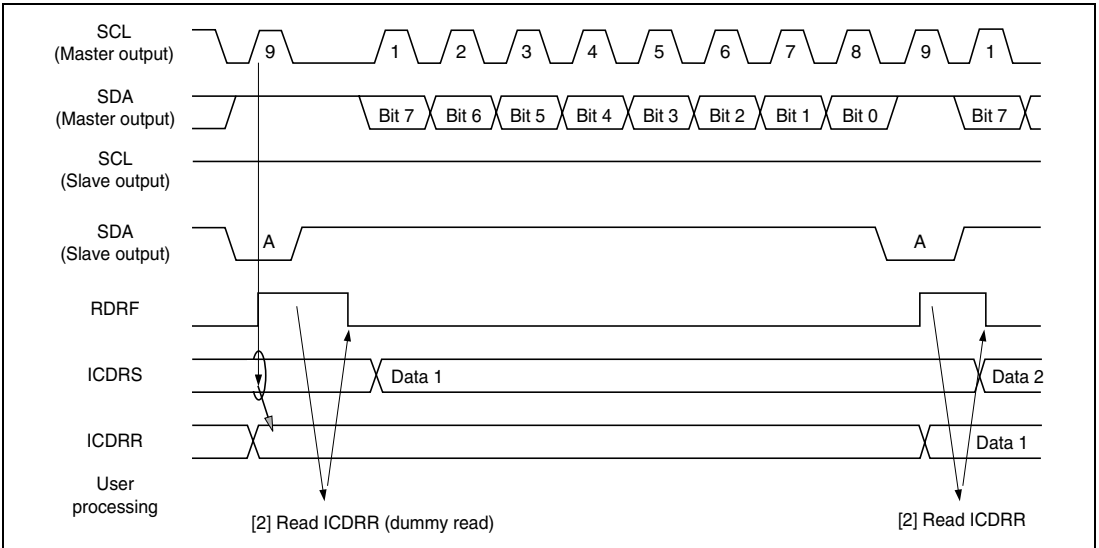 SCL
(Master output)
9 1 2 3 4 5 6 7 8 9 1
SDA
(Master output)
Bit 7 Bit 6 Bit 5 Bit 4 Bit 3 Bit 2 Bit 1 Bit 0 Bit 7
SCL
(Slave output)
SDA
(Slave output)
A A
RDRF
ICDRS
Data 1 Data 2
ICDRR
Data 1
User
processing
[2] Read ICDRR (dummy read) [2] Read ICDRR